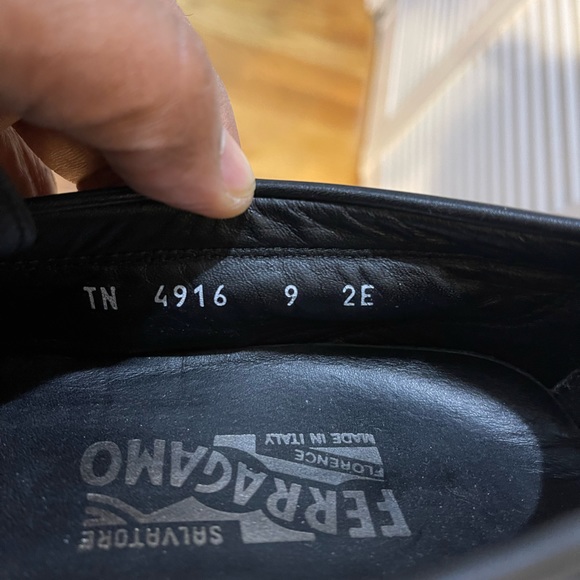 TN 4916 9 2E
SALVATORE
FERRAGAMO
FLORENCE
MADE IN ITALY